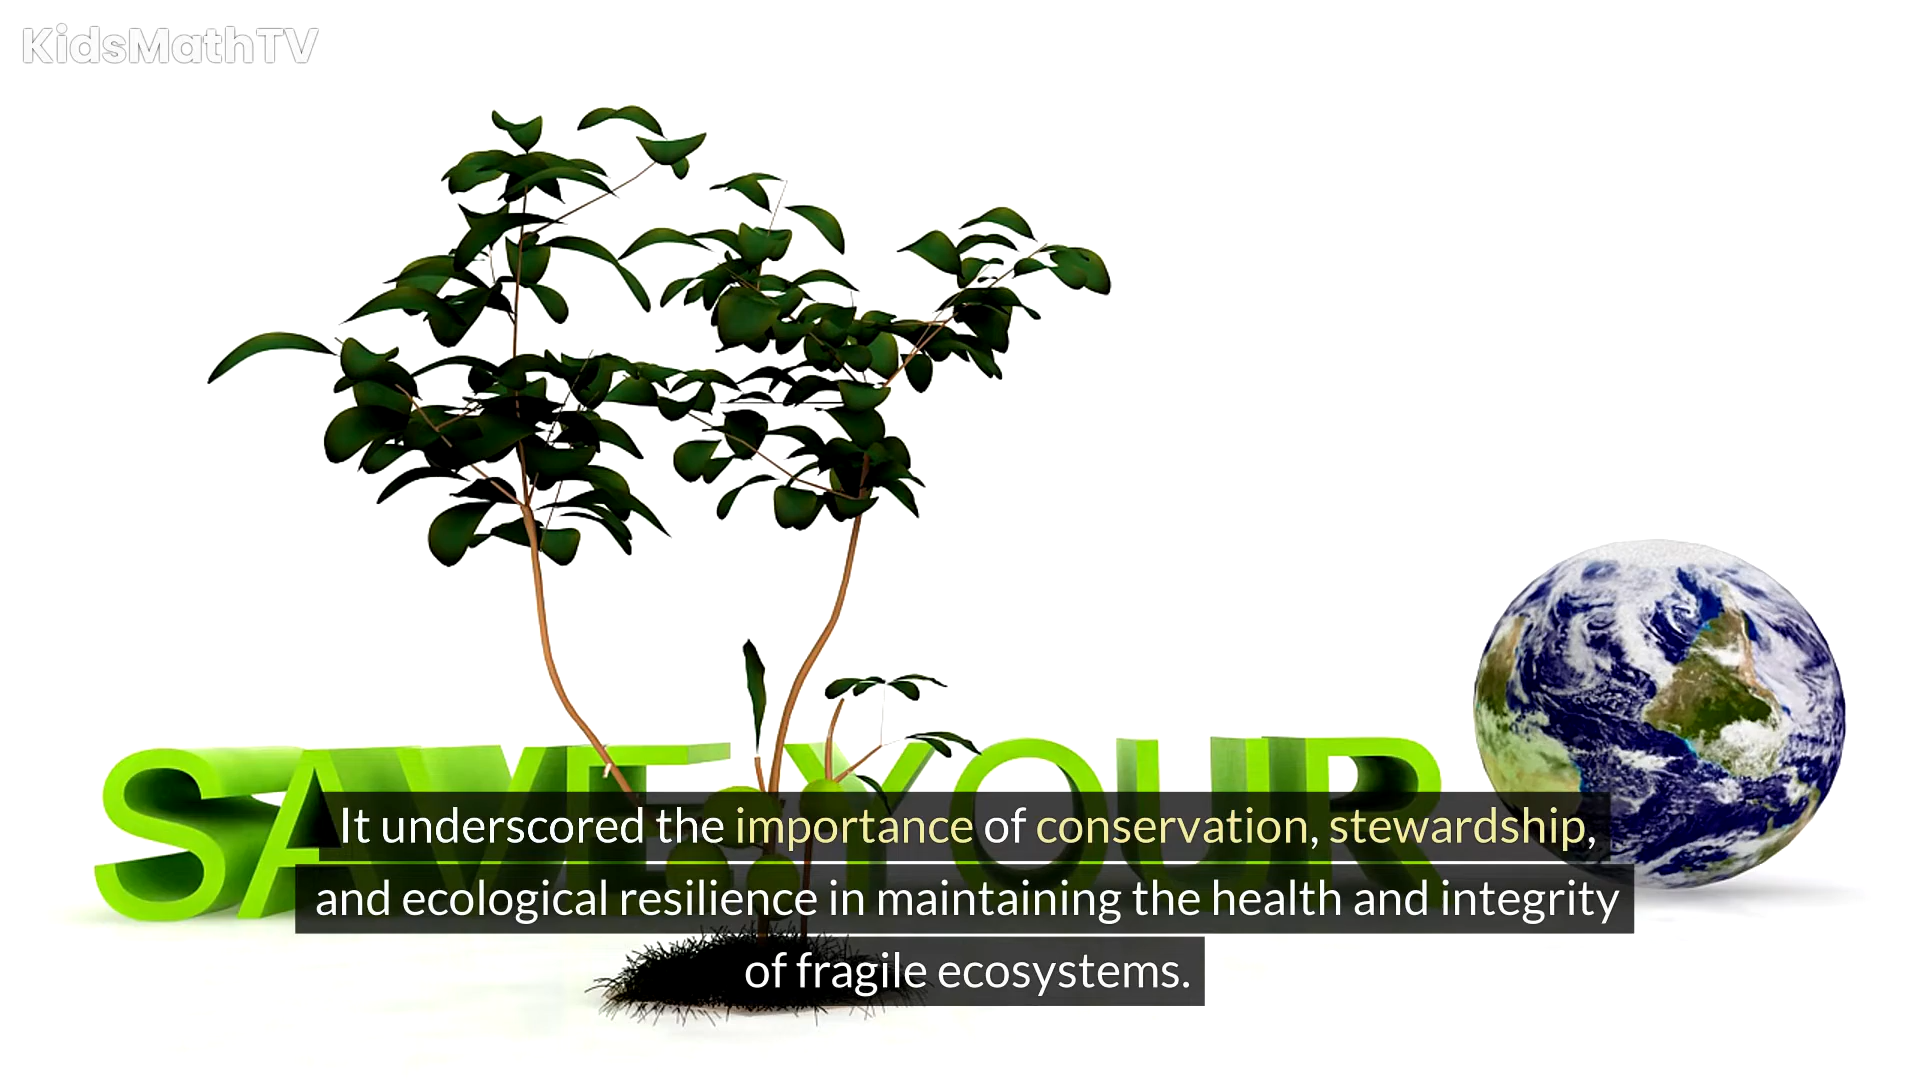 KidsMathTV
SAVE YOUR
It underscored the importance of conservation, stewardship,
and ecological resilience in maintaining the health and integrity
of fragile ecosystems.